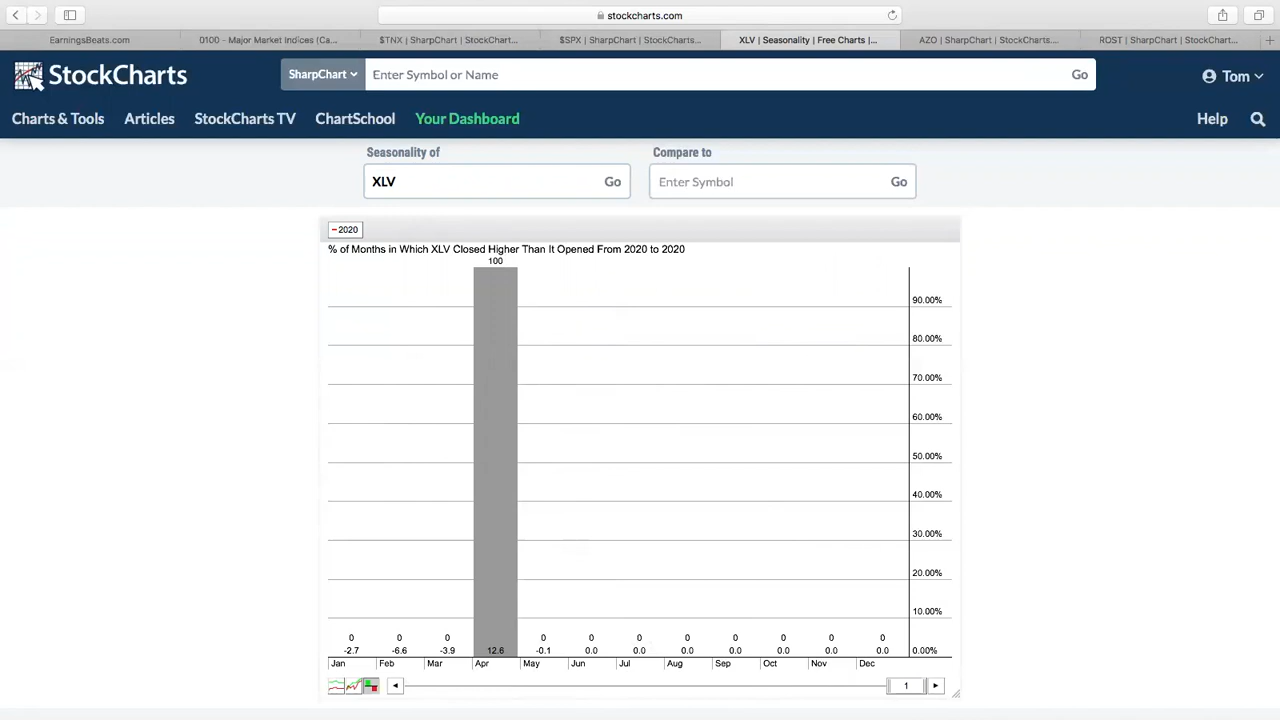 stockcharts.com
EarningsBeats.com
0100 - Major Market Indices (Ca...
$TNX | SharpChart | StockChart...
$SPX | SharpChart | StockCharts...
XLV | Seasonality | Free Charts |...
AZO | SharpChart | StockCharts....
ROST | SharpChart | StockChart...
StockCharts
SharpChart
Enter Symbol or Name
Go
Tom
Charts & Tools
Articles
StockCharts TV
ChartSchool
Your Dashboard
Help
Seasonality of
Compare to
XLV
Go
Enter Symbol
Go
2020
% of Months in Which XLV Closed Higher Than It Opened From 2020 to 2020
100
90.00%
80.00%
70.00%
60.00%
50.00%
40.00%
30.00%
20.00%
10.00%
0 0 0 0 0 0 0 0 0 0 0
-2.7 -6.6 -3.9 12.6 -0.1 0.0 0.0 0.0 0.0 0.0 0.0 0.0 0.00%
Jan Feb Mar Apr May Jun Jul Aug Sep Oct Nov Dec
1